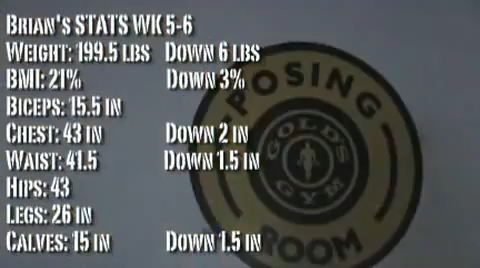 Brian's STATS WK 5-6
Weight: 199.5 lbs Down 6 lbs
BMI: 21% Down 3%
Biceps: 15.5 in
Chest: 43 in Down 2 in
Waist: 41.5 Down 1.5 in
Hips: 43
Legs: 26 in
Calves: 15 in Down 1.5 in
POSING
GOLD'S
GYM
ROOM